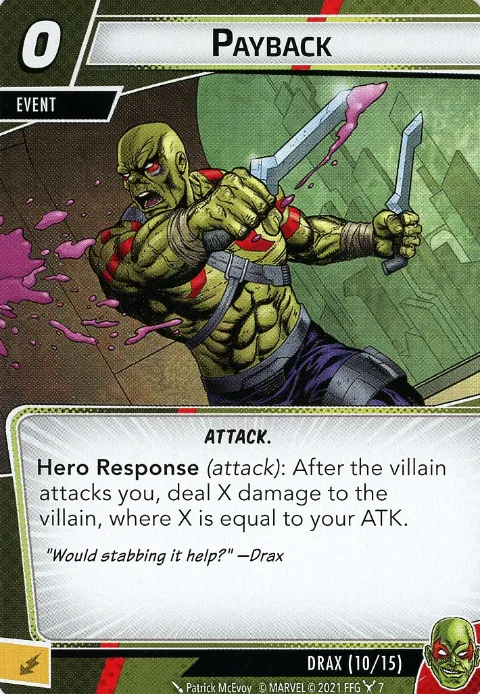 0
PAYBACK
EVENT
ATTACK.
Hero Response (attack): After the villain
attacks you, deal X damage to the
villain, where X is equal to your ATK.
"Would stabbing it help?" —Drax
DRAX (10/15)
Patrick McEvoy © MARVEL © 2021 FFG 7